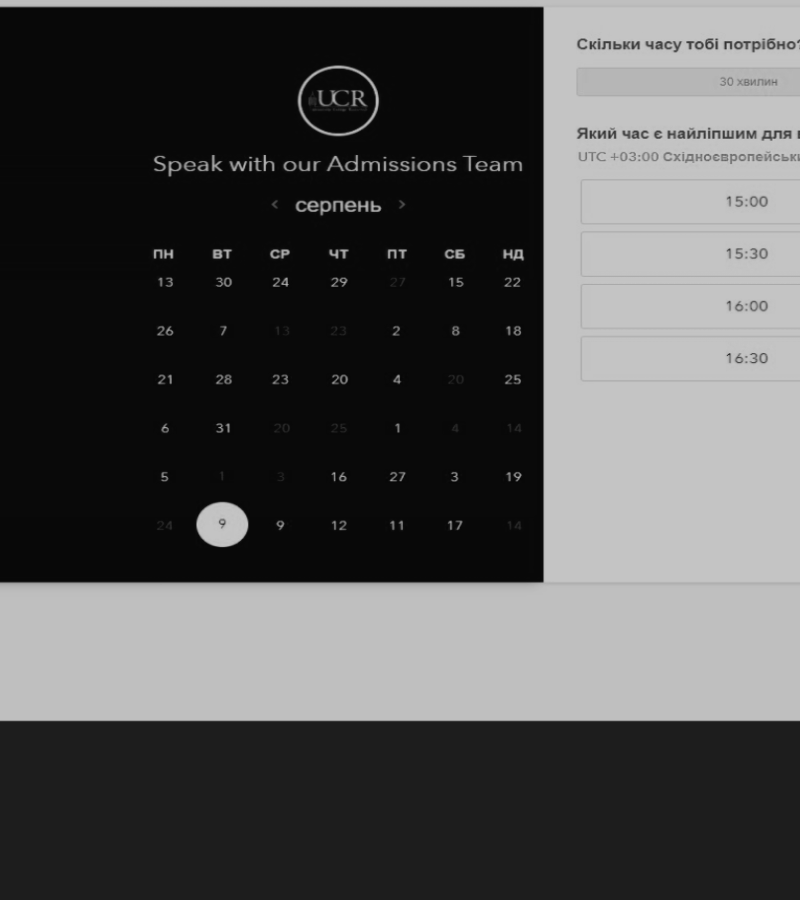 UCR
Speak with our Admissions Team
< серпень >
ПН ВТ СР ЧТ ПТ СБ НД
13 30 24 29 27 15 22
26 7 13 23 2 8 18
21 28 23 20 4 20 25
6 31 20 25 1 4 14
5 1 3 16 27 3 19
24 9 9 12 11 17 14
Скільки часу тобі потрібно?
30 хвилин
Який час є найліпшим для
UTC +03:00 Східноєвропейськи
15:00
15:30
16:00
16:30